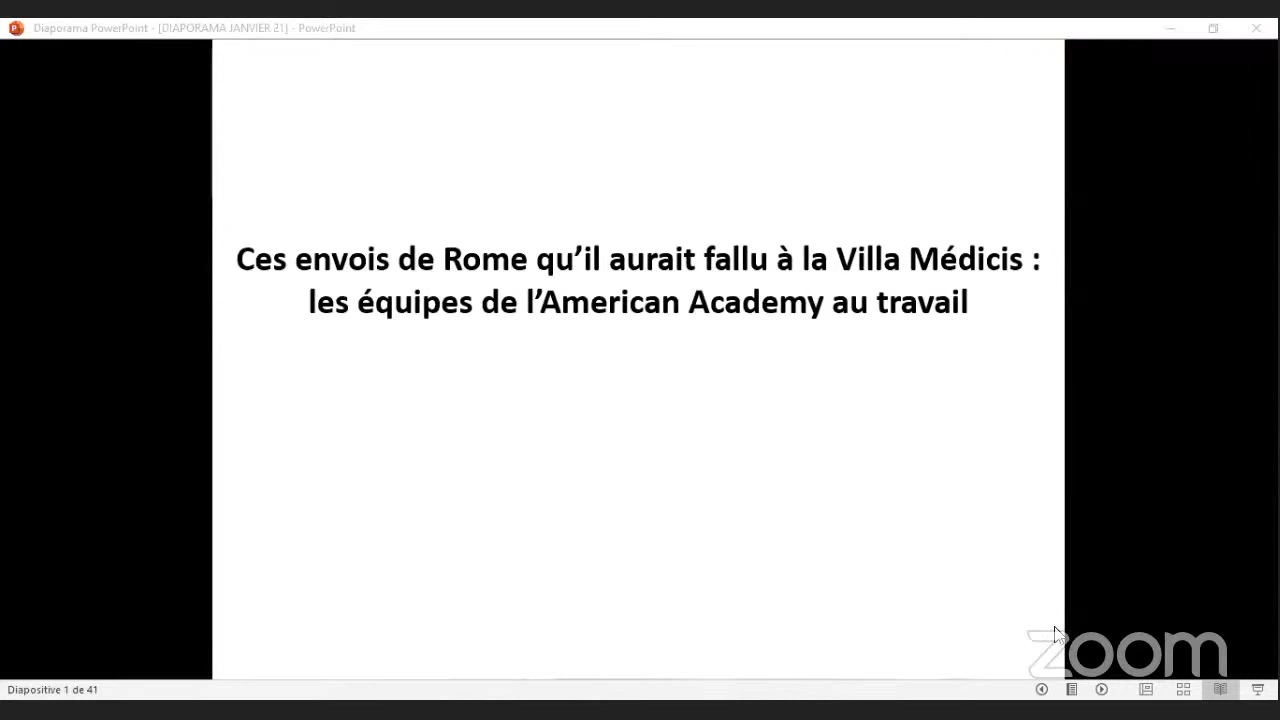 Diaporama PowerPoint - [DIAPORAMA JANVIER 21] - PowerPoint
Ces envois de Rome qu’il aurait fallu à la Villa Médicis :
les équipes de l’American Academy au travail
zoom
Diapositive 1 de 41